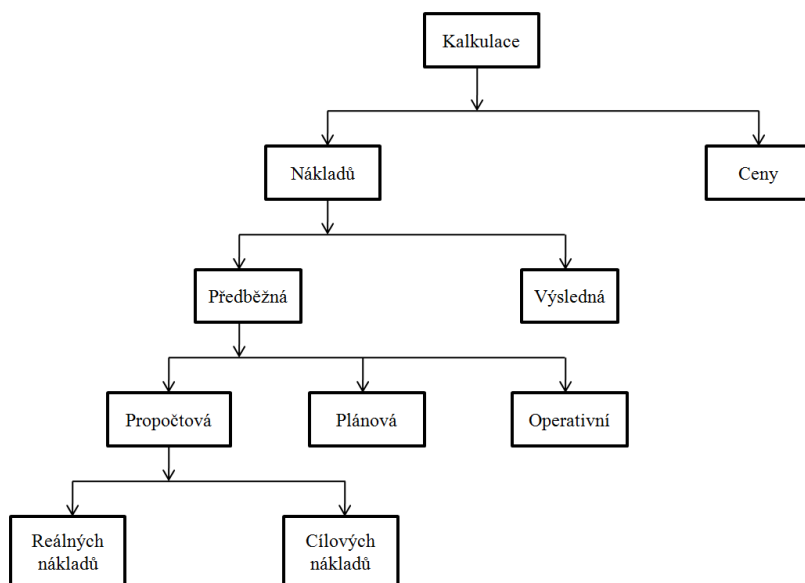 Kalkulace
Nákladů
Ceny
Předběžná
Výsledná
Propočtová
Plánová
Operativní
Reálných
nákladů
Cílových
nákladů